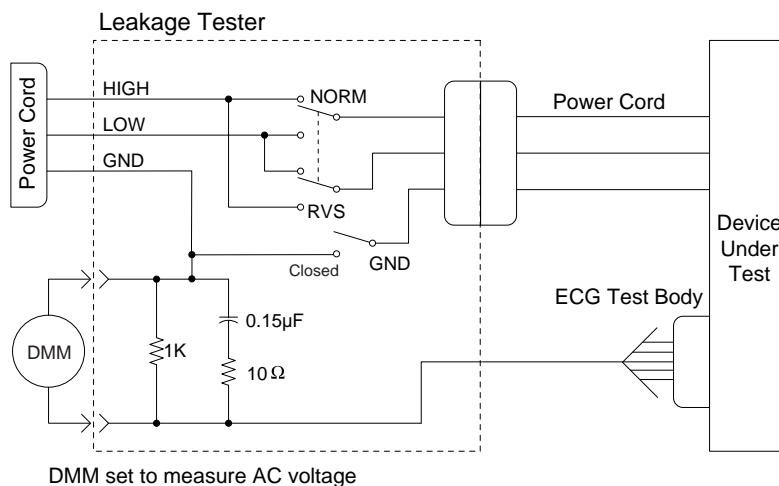 Leakage Tester
Power Cord
HIGH
LOW
GND
NORM
RVS
Closed
GND
Power Cord
Device
Under
Test
ECG Test Body
DMM
1K
0.15µF
10 Ω
DMM set to measure AC voltage